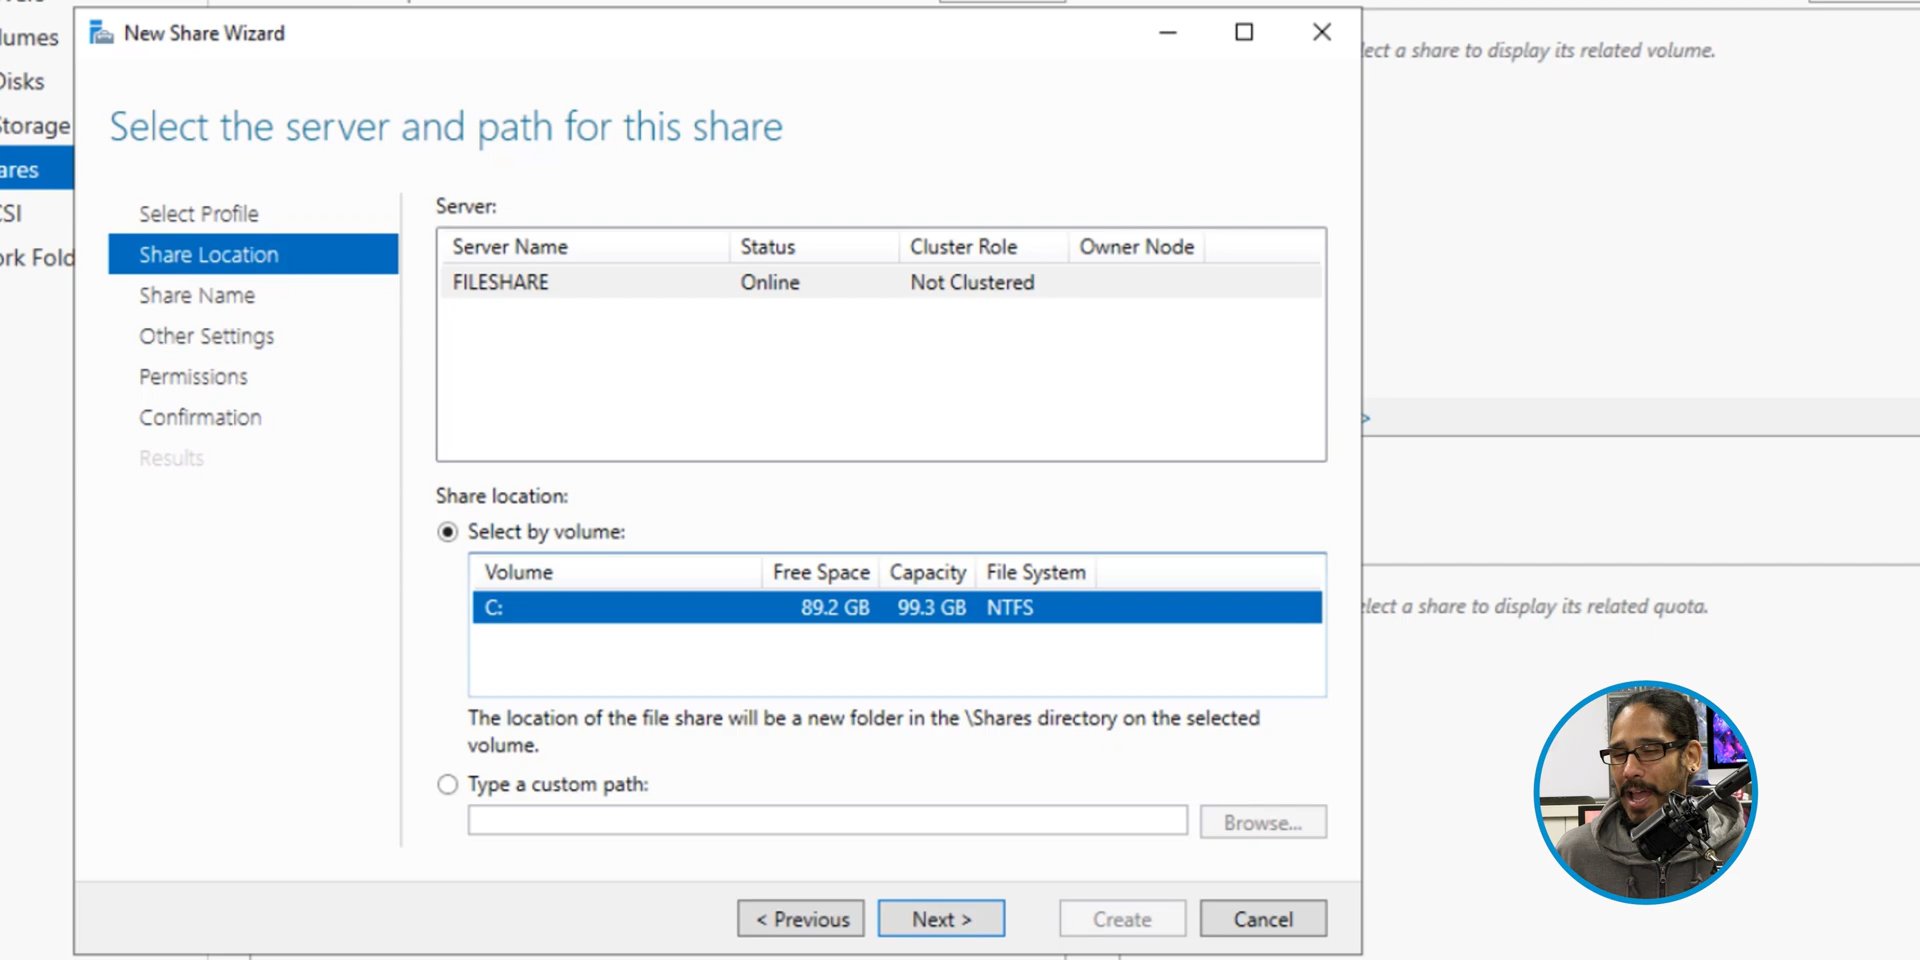 New Share Wizard
Select the server and path for this share
lumes
Disks
Storage
ares
CSI
ork Fold
Select Profile
Share Location
Share Name
Other Settings
Permissions
Confirmation
Results
Server:
Server Name Status Cluster Role Owner Node
FILESHARE Online Not Clustered
Share location:
Select by volume:
Volume Free Space Capacity File System
C: 89.2 GB 99.3 GB NTFS
The location of the file share will be a new folder in the \Shares directory on the selected
volume.
Type a custom path:
Browse...
< Previous Next > Create Cancel
lect a share to display its related volume.
>
lect a share to display its related quota.